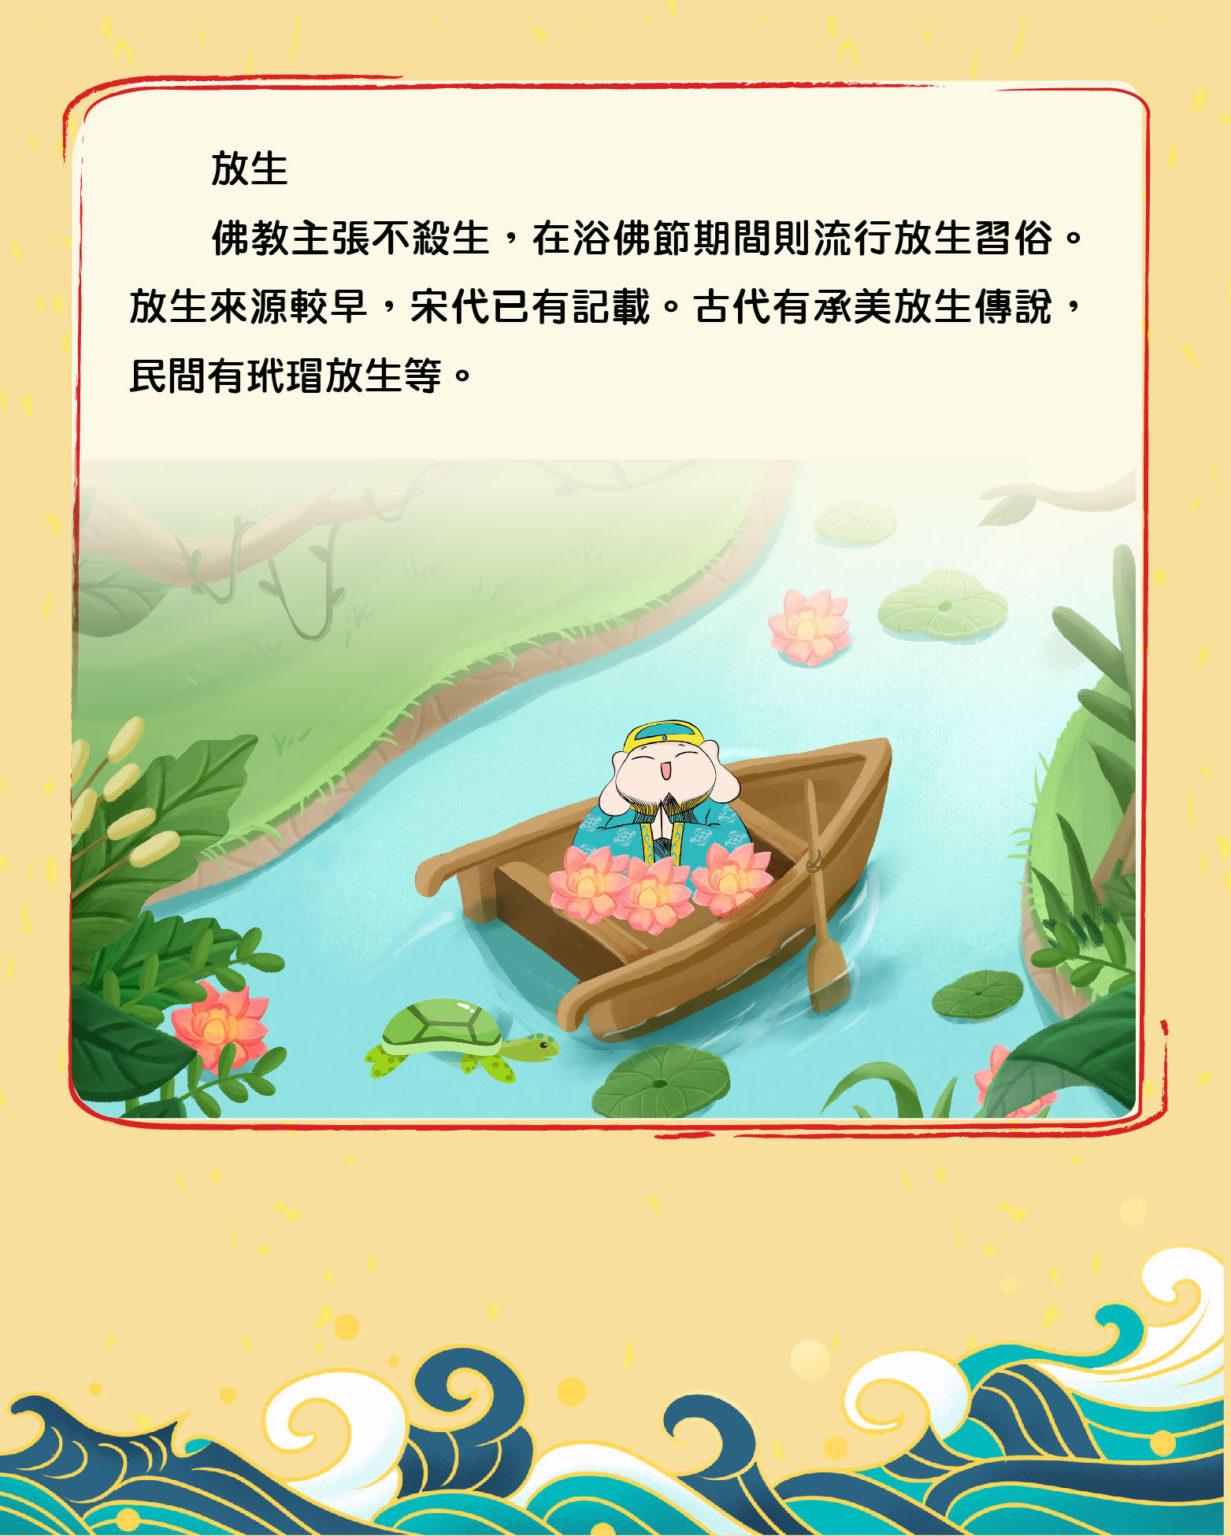 放生
佛教主張不殺生，在浴佛節期間則流行放生習俗。
放生來源較早，宋代已有記載。古代有承美放生傳說，
民間有玳瑁放生等。